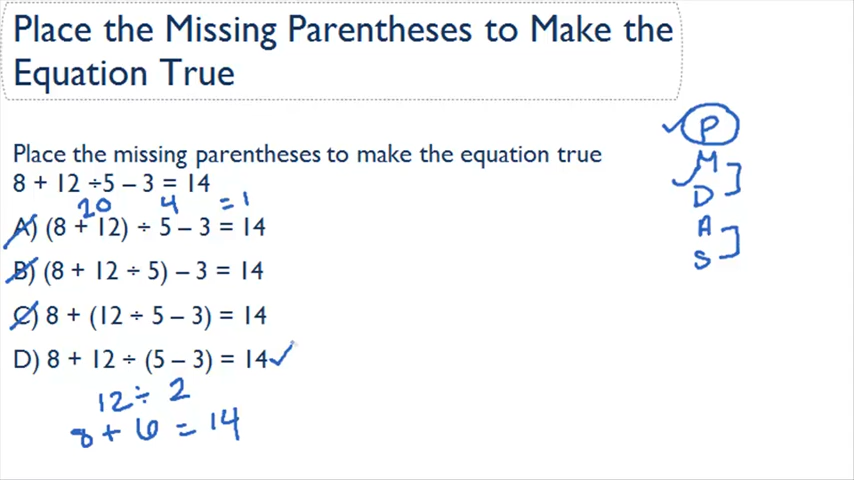 Place the Missing Parentheses to Make the
Equation True
Place the missing parentheses to make the equation true
8 + 12 ÷5 – 3 = 14
20 4 = 1
A) (8 + 12) ÷ 5 – 3 = 14
B) (8 + 12 ÷ 5) – 3 = 14
C) 8 + (12 ÷ 5 – 3) = 14
D) 8 + 12 ÷ (5 – 3) = 14 ✓
12 ÷ 2
8 + 6 = 14
✓ P
M
✓ D
A
S